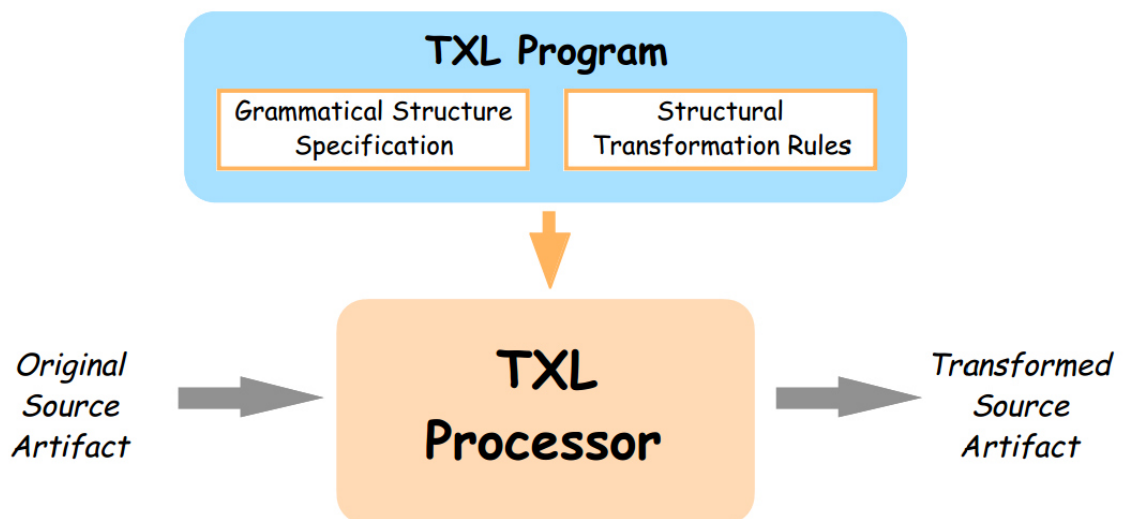 TXL Program
Grammatical Structure
Specification
Structural
Transformation Rules
Original
Source
Artifact
TXL
Processor
Transformed
Source
Artifact